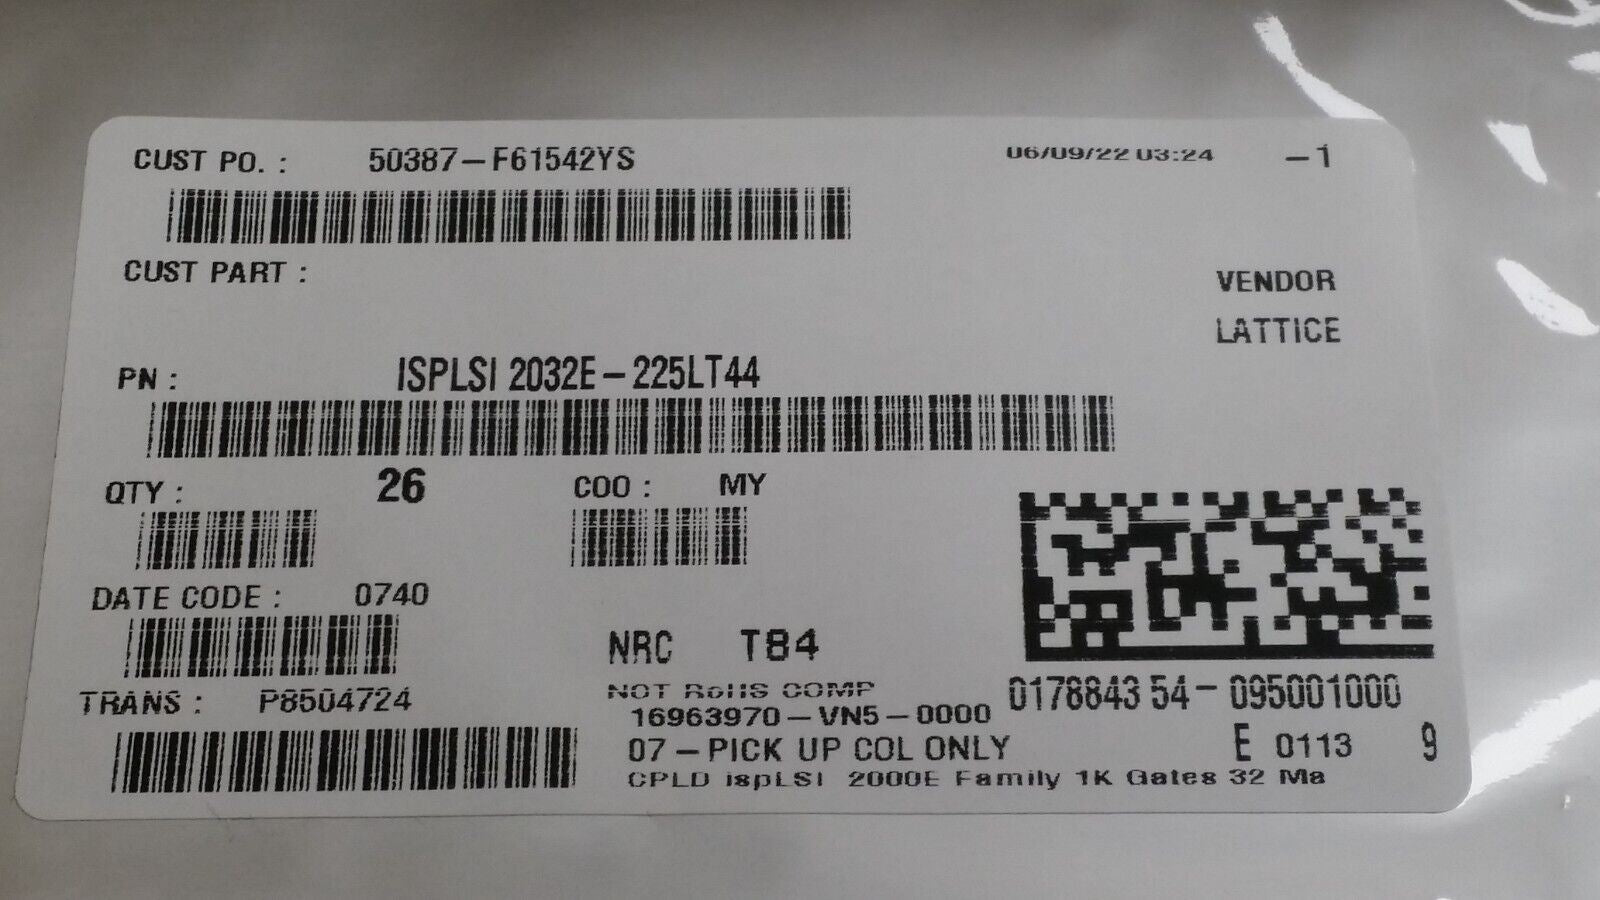 CUST PO. : 50387-F61542YS 06/09/22 03:24 -1
CUST PART :
VENDOR
LATTICE
PN : ISPLSI 2032E-225LT44
QTY : 26 COO : MY
DATE CODE : 0740
NRC T84
TRANS : P8504724
NOT RoHS COMP
16963970-VN5-0000
017884354-095001000
07-PICK UP COL ONLY
E 0113 9
CPLD ispLSI 2000E Family 1K Gates 32 Ma